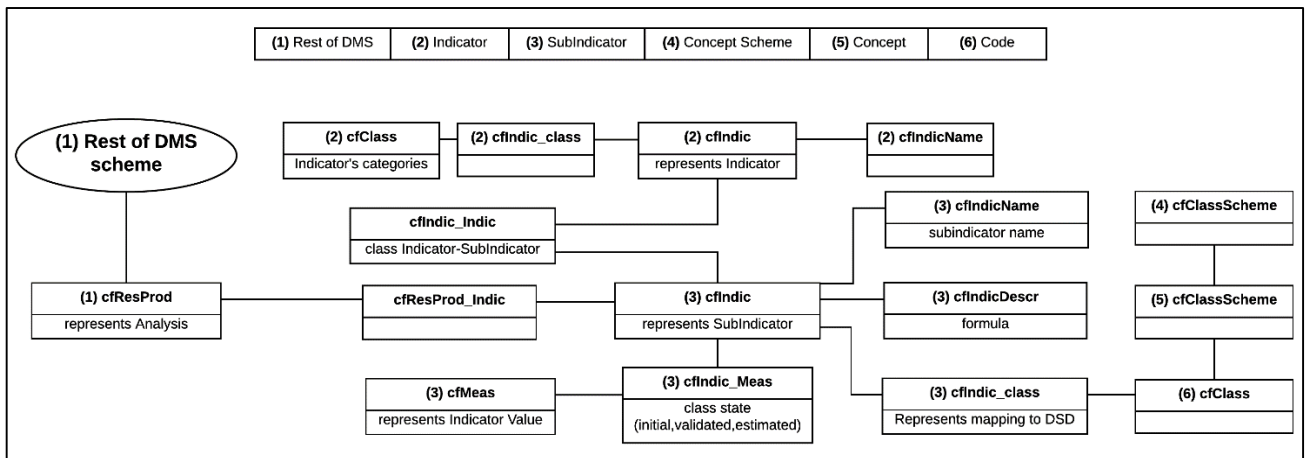 (1) Rest of DMS
(2) Indicator
(3) SubIndicator
(4) Concept Scheme
(5) Concept
(6) Code
(1) Rest of DMS
scheme
(2) cfClass
Indicator's categories
(2) cfIndic_class
(2) cfIndic
represents Indicator
(2) cfIndicName
cfIndic_Indic
class Indicator-SubIndicator
(3) cfIndicName
subindicator name
(4) cfClassScheme
(1) cfResProd
represents Analysis
cfResProd_Indic
(3) cfIndic
represents SubIndicator
(3) cfIndicDescr
formula
(5) cfClassScheme
(3) cfMeas
represents Indicator Value
(3) cfIndic_Meas
class state
(initial,validated,estimated)
(3) cfIndic_class
Represents mapping to DSD
(6) cfClass